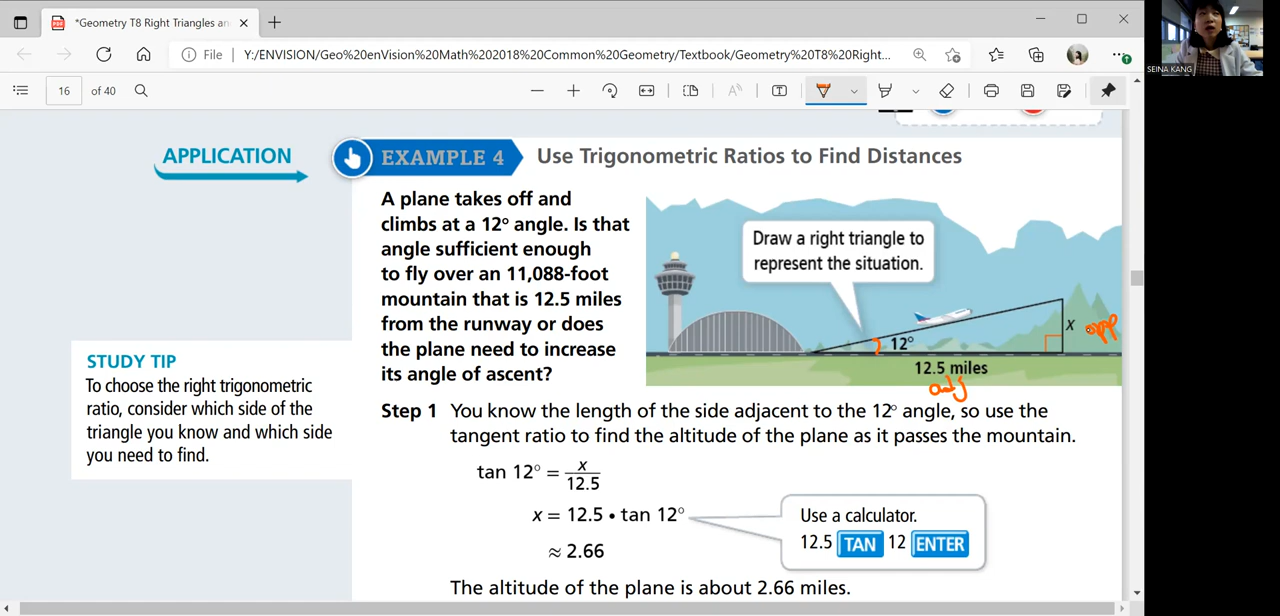 *Geometry T8 Right Triangles an
File
Y:/ENVISION/Geo%20enVision%20Math%202018%20Common%20Geometry/Textbook/Geometry%20T8%20Right...
16
of 40
SEINA KANG
APPLICATION
EXAMPLE 4
Use Trigonometric Ratios to Find Distances
A plane takes off and
climbs at a 12° angle. Is that
angle sufficient enough
to fly over an 11,088-foot
mountain that is 12.5 miles
from the runway or does
the plane need to increase
its angle of ascent?
Draw a right triangle to
represent the situation.
x
opp
12°
12.5 miles
adj
STUDY TIP
To choose the right trigonometric
ratio, consider which side of the
triangle you know and which side
you need to find.
Step 1 You know the length of the side adjacent to the 12° angle, so use the
tangent ratio to find the altitude of the plane as it passes the mountain.
tan 12° = x/12.5
x = 12.5 • tan 12°
≈ 2.66
Use a calculator.
12.5 TAN 12 ENTER
The altitude of the plane is about 2.66 miles.